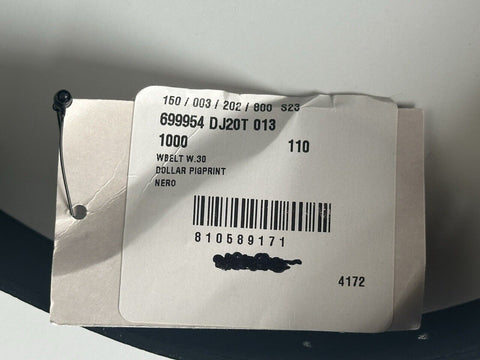 150 / 003 / 202 / 800 S23
699954 DJ20T 013
1000 110
WBELT W.30
DOLLAR PIGPRINT
NERO
810589171
4172